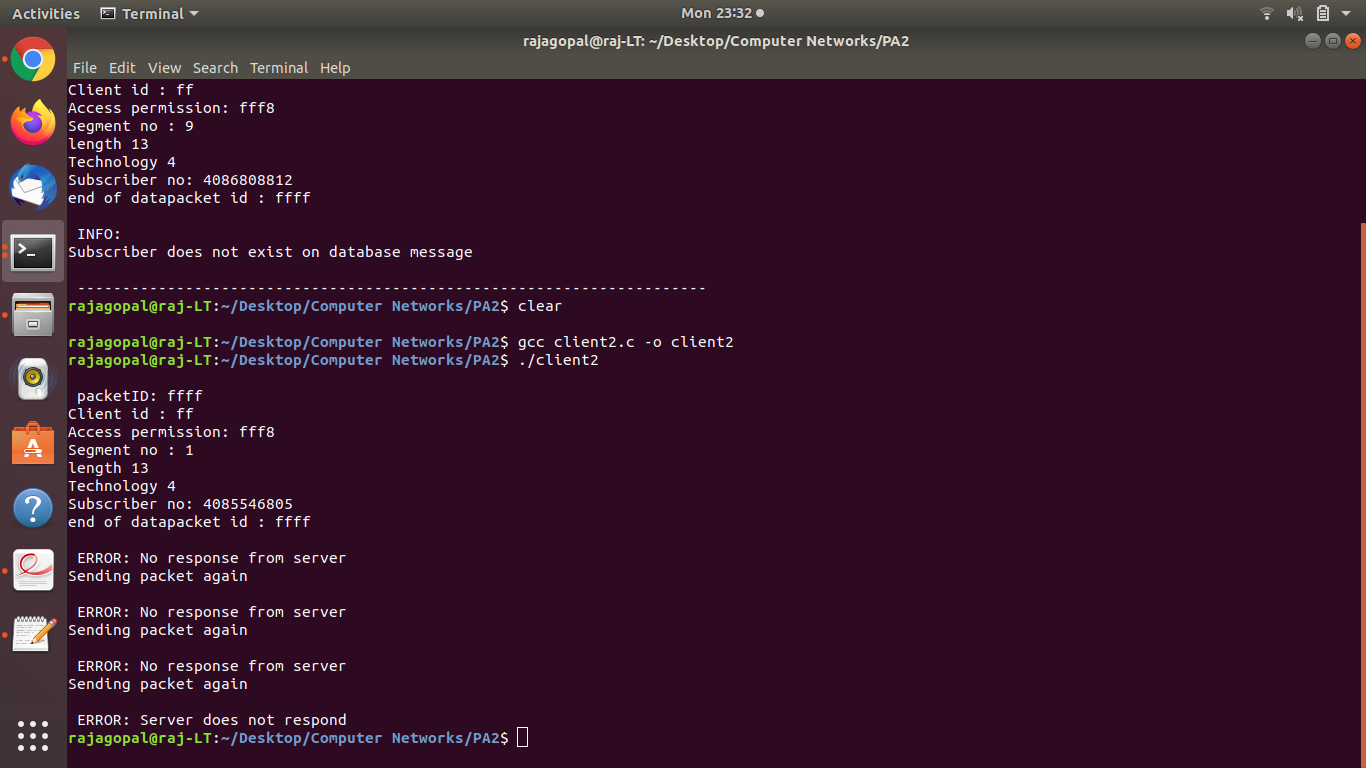 Activities Terminal Mon 23:32
rajagopal@raj-LT: ~/Desktop/Computer Networks/PA2
File Edit View Search Terminal Help
Client id : ff
Access permission: fff8
Segment no : 9
length 13
Technology 4
Subscriber no: 4086808812
end of datapacket id : ffff
INFO:
Subscriber does not exist on database message
----------------------------------------------------------------------
rajagopal@raj-LT:~/Desktop/Computer Networks/PA2$ clear
rajagopal@raj-LT:~/Desktop/Computer Networks/PA2$ gcc client2.c -o client2
rajagopal@raj-LT:~/Desktop/Computer Networks/PA2$ ./client2
packetID: ffff
Client id : ff
Access permission: fff8
Segment no : 1
length 13
Technology 4
Subscriber no: 4085546805
end of datapacket id : ffff
ERROR: No response from server
Sending packet again
ERROR: No response from server
Sending packet again
ERROR: No response from server
Sending packet again
ERROR: Server does not respond
rajagopal@raj-LT:~/Desktop/Computer Networks/PA2$